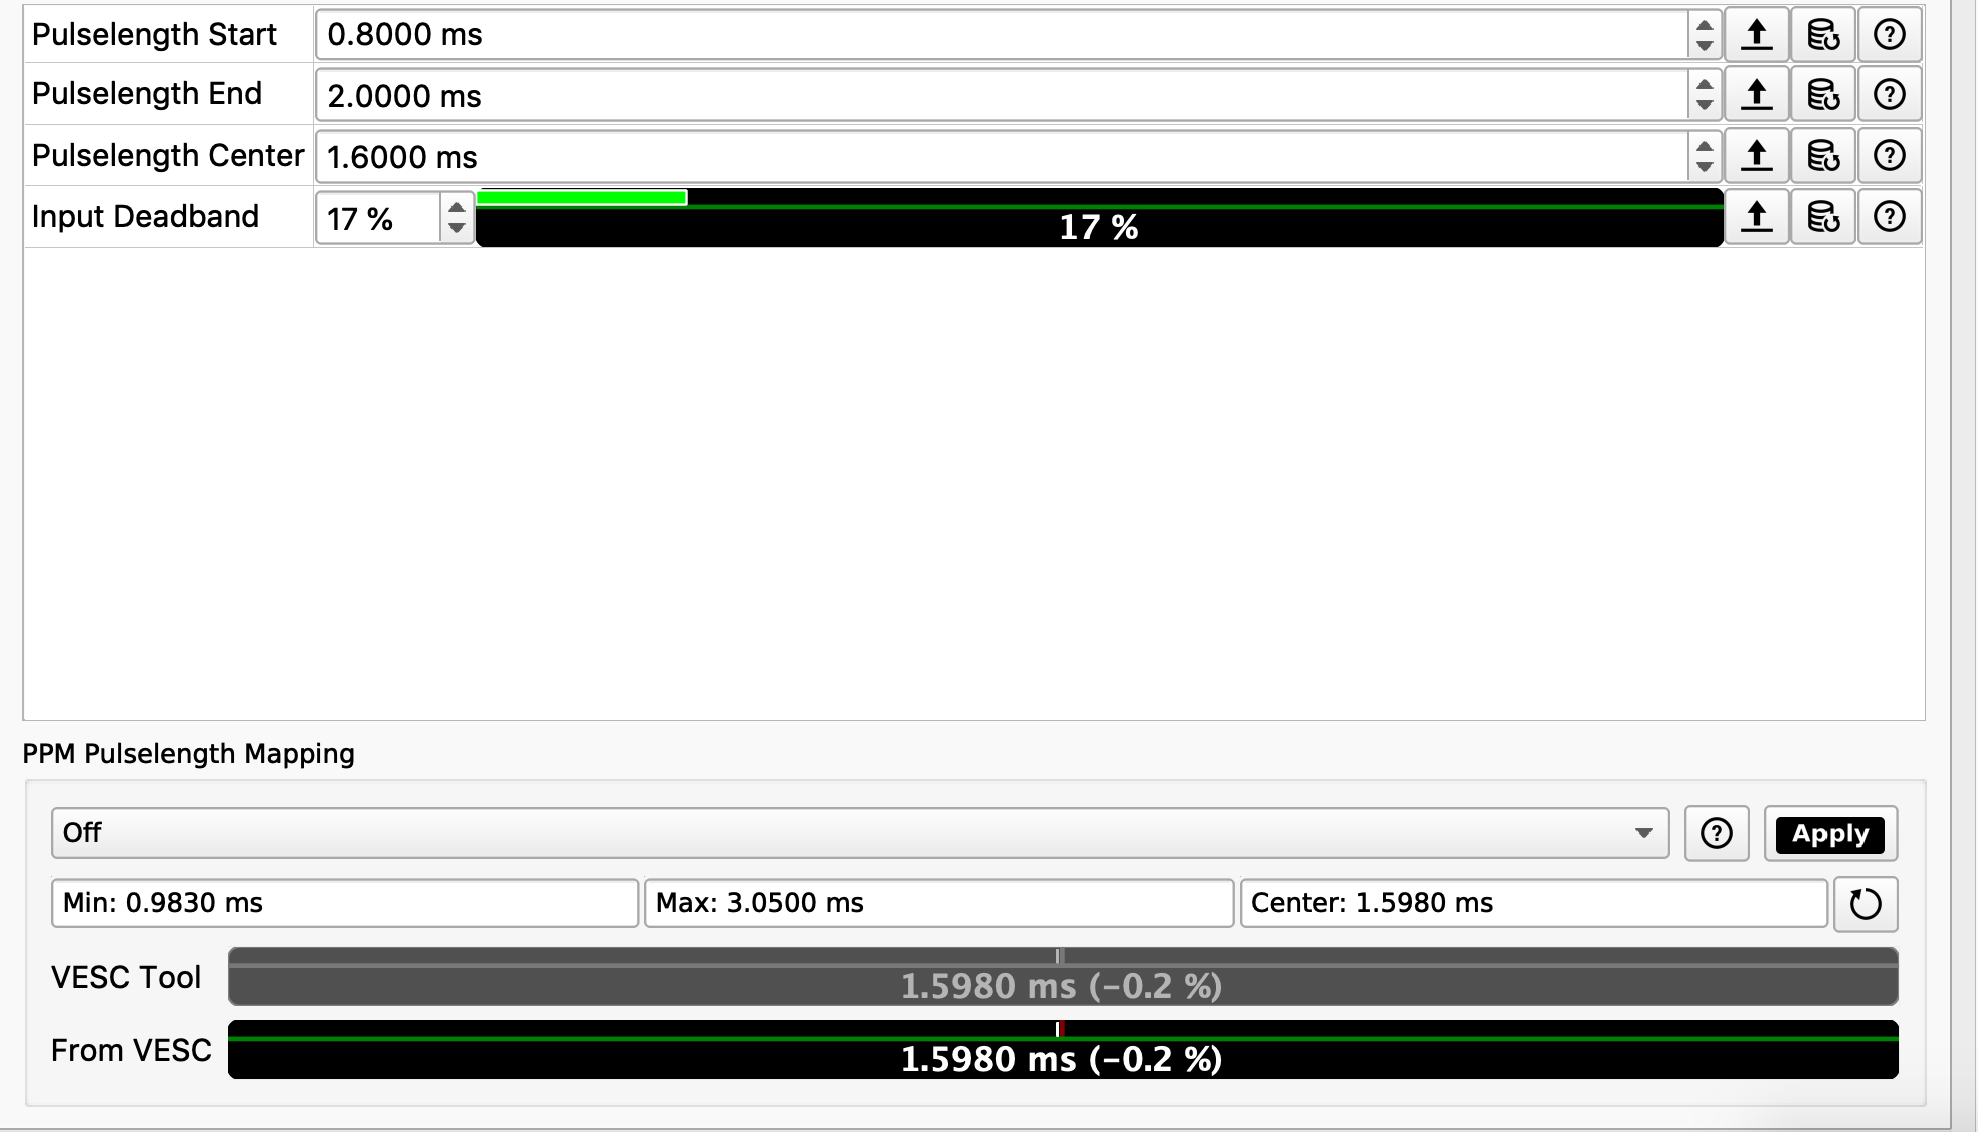 Pulselength Start 0.8000 ms
Pulselength End 2.0000 ms
Pulselength Center 1.6000 ms
Input Deadband 17 % 17 %
PPM Pulselength Mapping
Off Apply
Min: 0.9830 ms Max: 3.0500 ms Center: 1.5980 ms
VESC Tool 1.5980 ms (−0.2 %)
From VESC 1.5980 ms (−0.2 %)